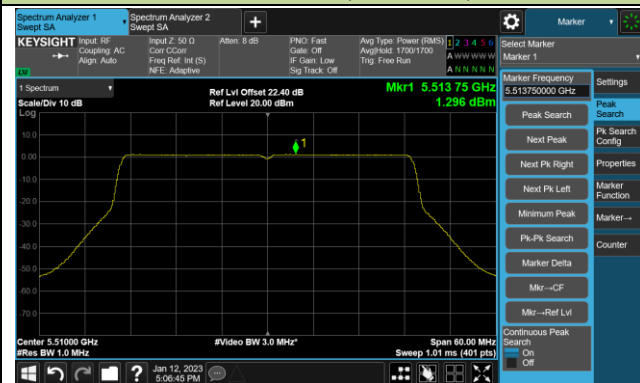 Spectrum Analyzer 1
Swept SA
Spectrum Analyzer 2
Swept SA
+
Marker
KEYSIGHT
Input: RF
Coupling: AC
Align: Auto
Input Z: 50 Ω
Corr CCorr
Freq Ref: Int (S)
NFE: Adaptive
Atten: 8 dB
PNO: Fast
Gate: Off
IF Gain: Low
Sig Track: Off
Avg Type: Power (RMS)
Avg|Hold: 1700/1700
Trig: Free Run
1 2 3 4 5 6
A W W W W W
A N N N N N
Select Marker
Marker 1
1 Spectrum
Scale/Div 10 dB
Log
Ref Lvl Offset 22.40 dB
Ref Level 20.00 dBm
Mkr1 5.513 75 GHz
1.296 dBm
1
10.0
0.00
-10.0
-20.0
-30.0
-40.0
-50.0
-60.0
-70.0
Center 5.51000 GHz
#Res BW 1.0 MHz
#Video BW 3.0 MHz*
Span 60.00 MHz
Sweep 1.01 ms (401 pts)
Marker Frequency
5.513750000 GHz
Peak Search
Next Peak
Next Pk Right
Next Pk Left
Minimum Peak
Pk-Pk Search
Marker Delta
Mkr→CF
Mkr→Ref Lvl
Continuous Peak
Search
On
Off
Settings
Peak
Search
Pk Search
Config
Properties
Marker
Function
Marker→
Counter
?
Jan 12, 2023
5:06:45 PM